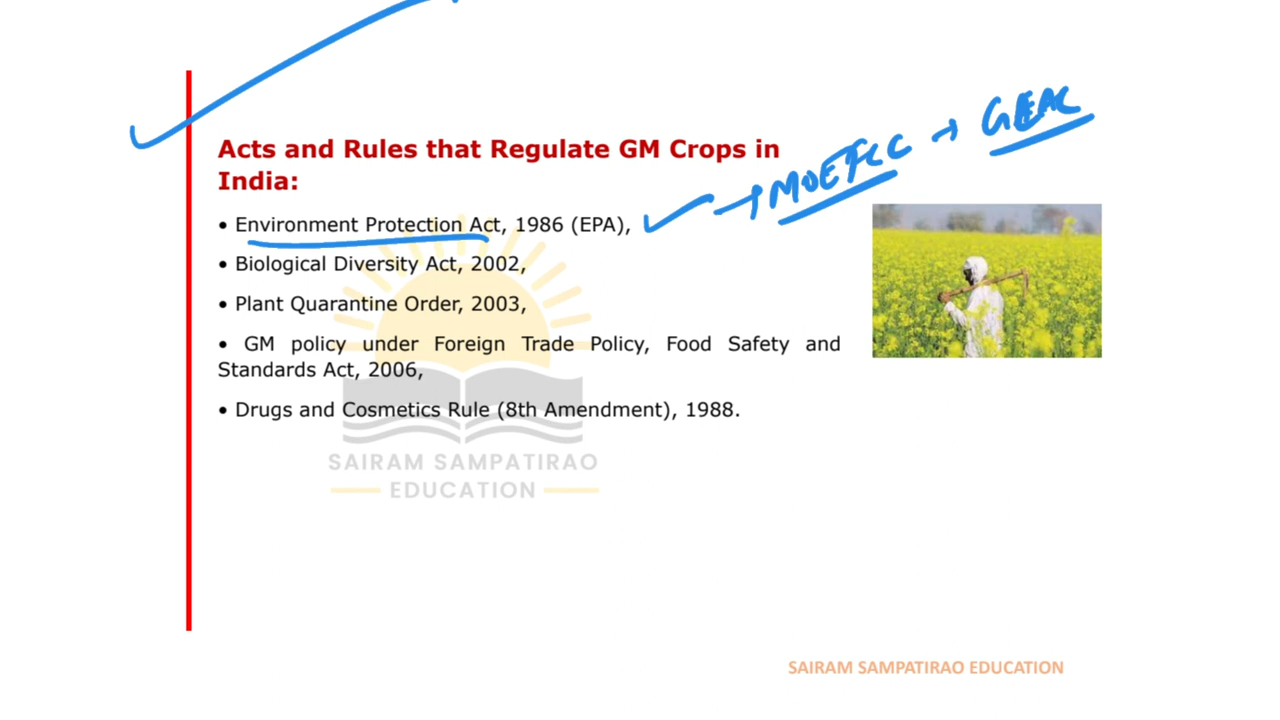 Acts and Rules that Regulate GM Crops in
India:
→ MOEFCC → GEAC
• Environment Protection Act, 1986 (EPA),
• Biological Diversity Act, 2002,
• Plant Quarantine Order, 2003,
• GM policy under Foreign Trade Policy, Food Safety and
Standards Act, 2006,
• Drugs and Cosmetics Rule (8th Amendment), 1988.
SAIRAM SAMPATIRAO
EDUCATION
SAIRAM SAMPATIRAO EDUCATION